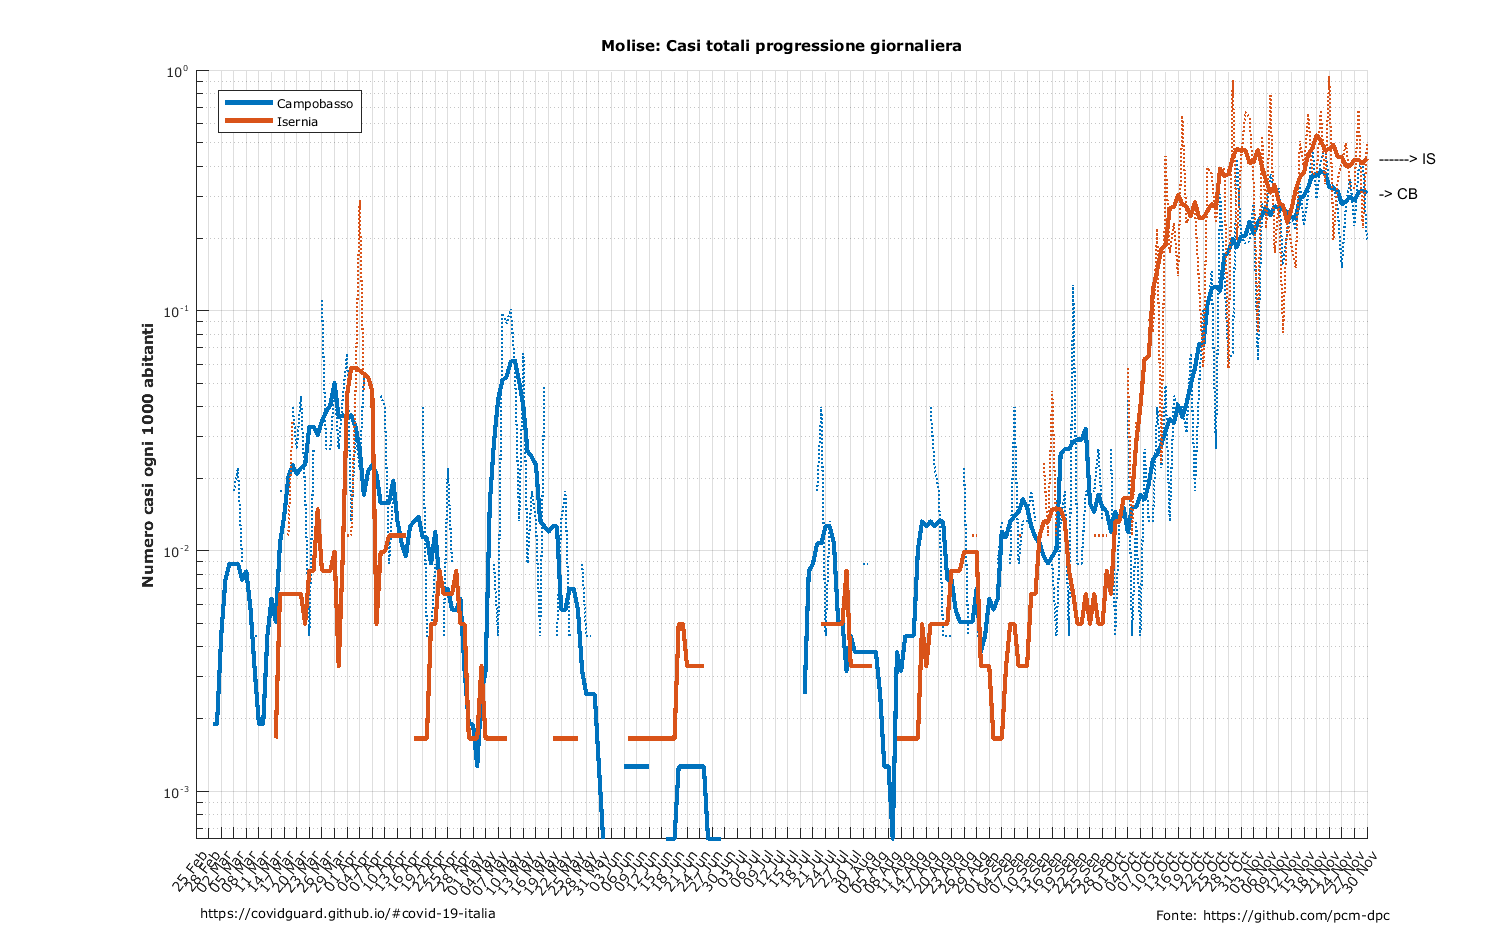 Molise: Casi totali progressione giornaliera
10⁰
Campobasso
Isernia
------> IS
-> CB
10⁻¹
Numero casi ogni 1000 abitanti
10⁻²
10⁻³
25 Feb
28 Feb
02 Mar
05 Mar
08 Mar
11 Mar
14 Mar
17 Mar
20 Mar
23 Mar
26 Mar
29 Mar
01 Apr
04 Apr
07 Apr
10 Apr
13 Apr
16 Apr
19 Apr
22 Apr
25 Apr
28 Apr
01 May
04 May
07 May
10 May
13 May
16 May
19 May
22 May
25 May
28 May
31 May
03 Jun
06 Jun
09 Jun
12 Jun
15 Jun
18 Jun
21 Jun
24 Jun
27 Jun
30 Jun
03 Jul
06 Jul
09 Jul
12 Jul
15 Jul
18 Jul
21 Jul
24 Jul
27 Jul
30 Jul
02 Aug
05 Aug
08 Aug
11 Aug
14 Aug
17 Aug
20 Aug
23 Aug
26 Aug
29 Aug
01 Sep
04 Sep
07 Sep
10 Sep
13 Sep
16 Sep
19 Sep
22 Sep
25 Sep
28 Sep
01 Oct
04 Oct
07 Oct
10 Oct
13 Oct
16 Oct
19 Oct
22 Oct
25 Oct
28 Oct
31 Oct
03 Nov
06 Nov
09 Nov
12 Nov
15 Nov
18 Nov
21 Nov
24 Nov
27 Nov
30 Nov
https://covidguard.github.io/#covid-19-italia
Fonte: https://github.com/pcm-dpc